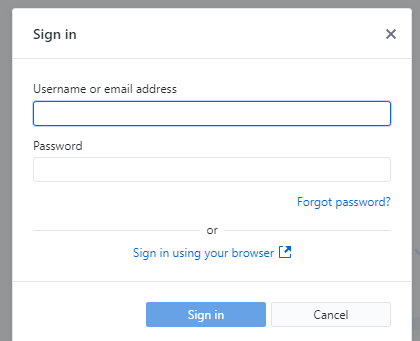 Sign in
Username or email address
Password
Forgot password?
or
Sign in using your browser
Sign in Cancel